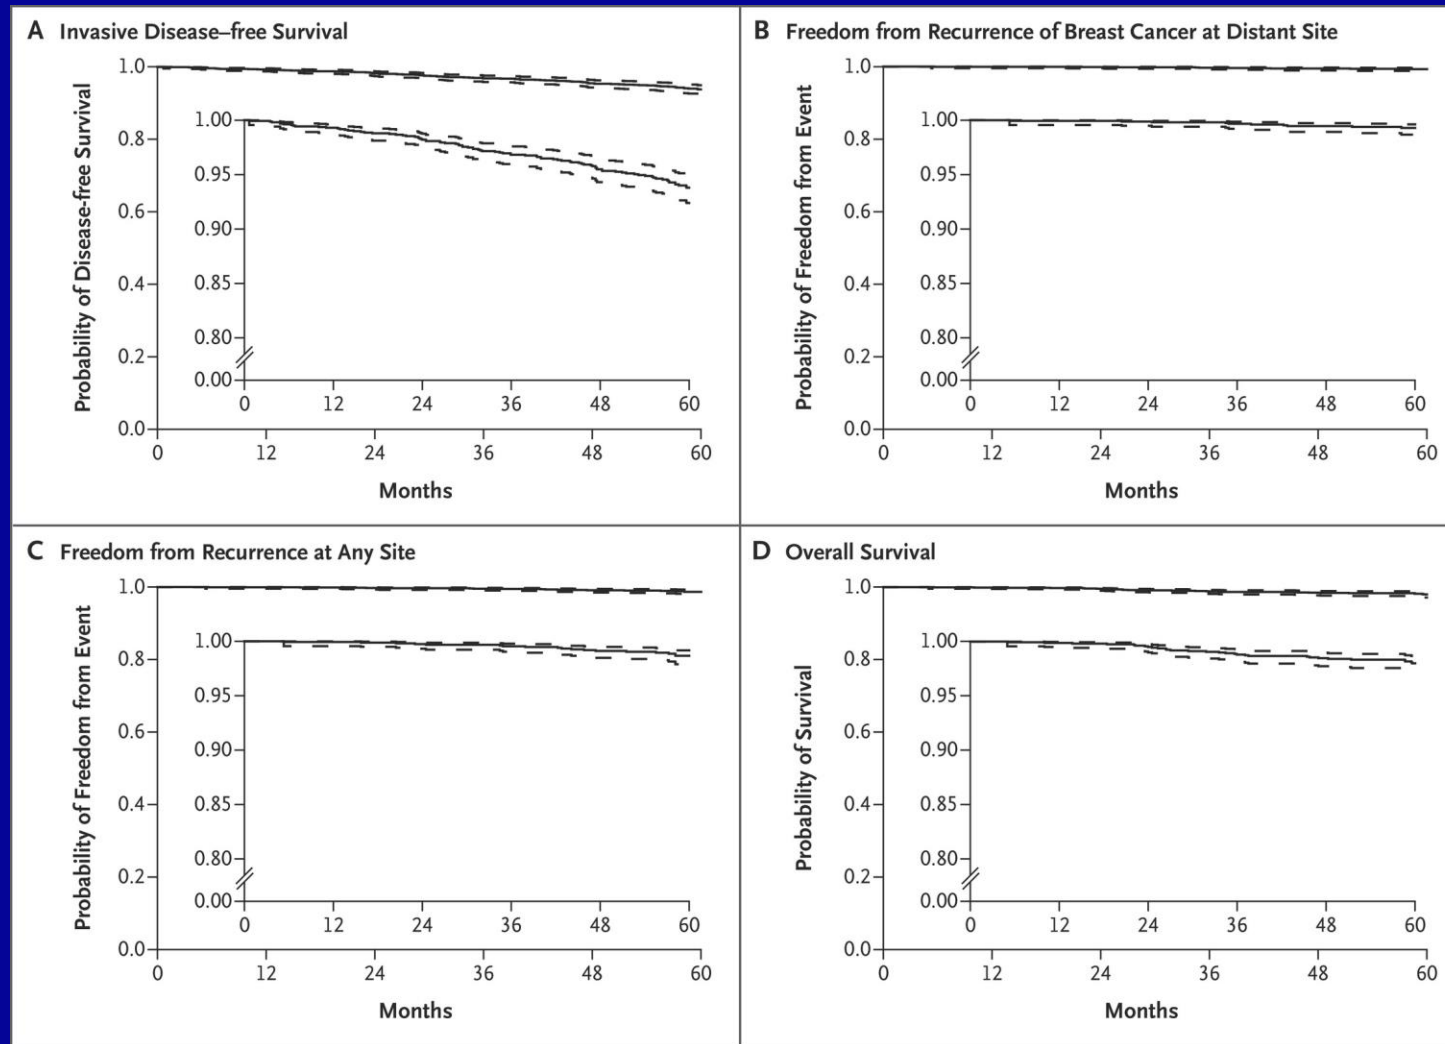 A Invasive Disease–free Survival
Probability of Disease-free Survival
1.0
0.8
0.6
0.4
0.2
0.0
1.00
0.95
0.90
0.85
0.80
0.00
0 12 24 36 48 60
0 12 24 36 48 60
Months
B Freedom from Recurrence of Breast Cancer at Distant Site
Probability of Freedom from Event
1.0
0.8
0.6
0.4
0.2
0.0
1.00
0.95
0.90
0.85
0.80
0.00
0 12 24 36 48 60
0 12 24 36 48 60
Months
C Freedom from Recurrence at Any Site
Probability of Freedom from Event
1.0
0.8
0.6
0.4
0.2
0.0
1.00
0.95
0.90
0.85
0.80
0.00
0 12 24 36 48 60
0 12 24 36 48 60
Months
D Overall Survival
Probability of Survival
1.0
0.8
0.6
0.4
0.2
0.0
1.00
0.95
0.90
0.85
0.80
0.00
0 12 24 36 48 60
0 12 24 36 48 60
Months